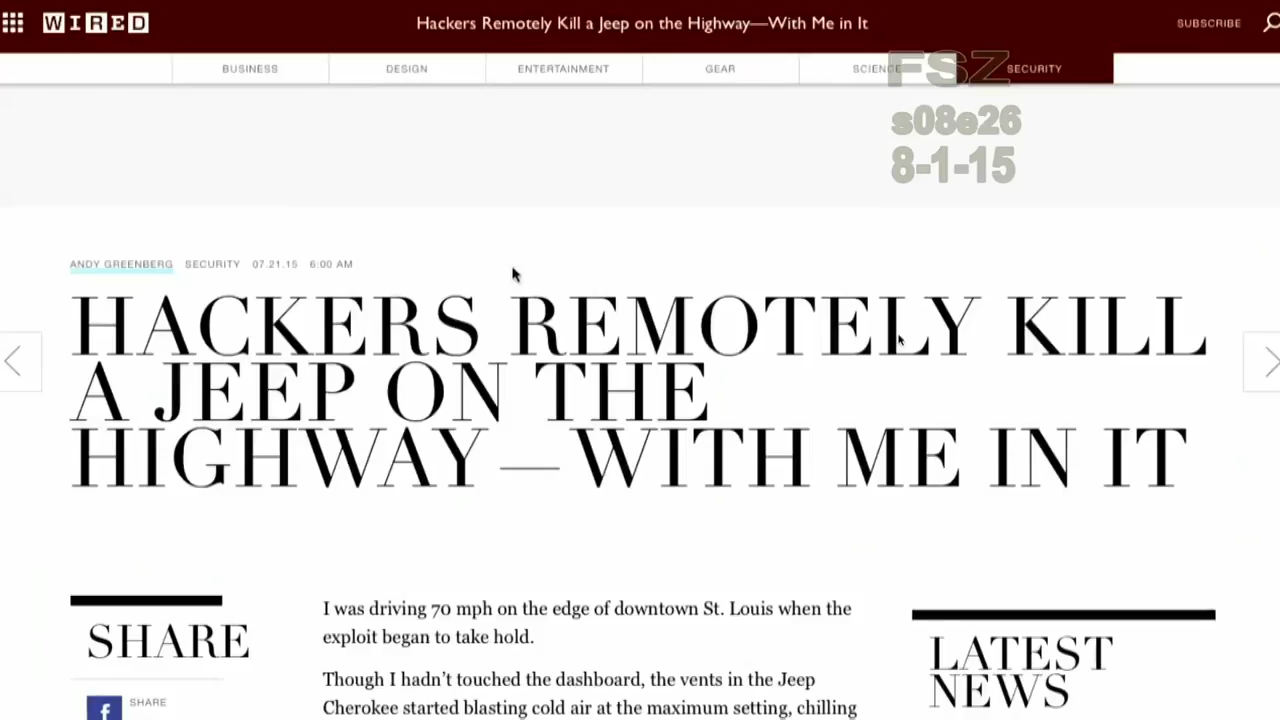 WIRED
Hackers Remotely Kill a Jeep on the Highway—With Me in It
SUBSCRIBE
BUSINESS
DESIGN
ENTERTAINMENT
GEAR
SCIENCE
SECURITY
FSZ
s08e26
8-1-15
ANDY GREENBERG SECURITY 07.21.15 6:00 AM
HACKERS REMOTELY KILL
A JEEP ON THE
HIGHWAY—WITH ME IN IT
SHARE
SHARE
I was driving 70 mph on the edge of downtown St. Louis when the
exploit began to take hold.
Though I hadn't touched the dashboard, the vents in the Jeep
Cherokee started blasting cold air at the maximum setting, chilling
LATEST
NEWS